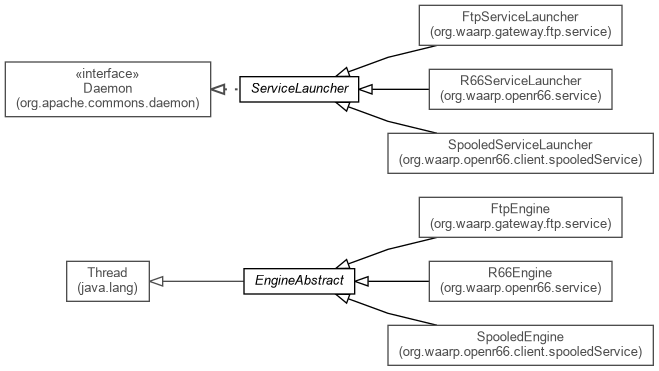 FtpServiceLauncher
(org.waarp.gateway.ftp.service)
«interface»
Daemon
(org.apache.commons.daemon)
ServiceLauncher
R66ServiceLauncher
(org.waarp.openr66.service)
SpooledServiceLauncher
(org.waarp.openr66.client.spooledService)
FtpEngine
(org.waarp.gateway.ftp.service)
Thread
(java.lang)
EngineAbstract
R66Engine
(org.waarp.openr66.service)
SpooledEngine
(org.waarp.openr66.client.spooledService)